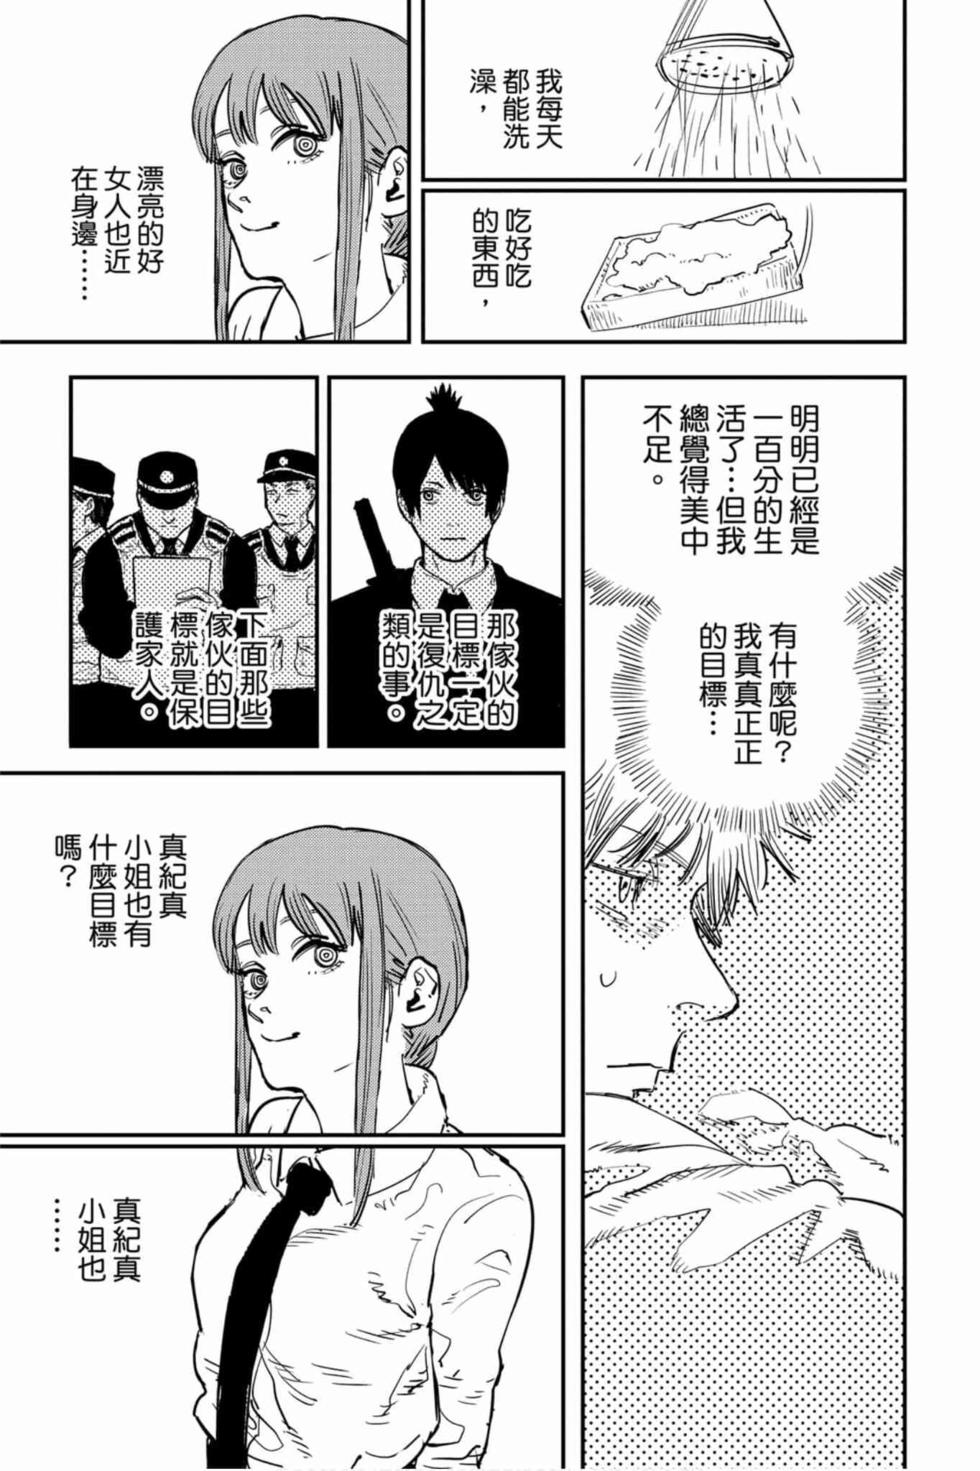 我每天
都能洗
澡，
吃好吃
的東西，
漂亮的好
女人也近
在身邊……
明明已經是
一百分的生
活了…但我
總覺得美中
不足。
有什麼呢？
我真真正正
的目標…
那傢伙的
目標一定
是復仇之
類的事。
下面那些
傢伙的目
標就是保
護家人。
真紀真
小姐也有
什麼目標
嗎？
真紀真
小姐也
……